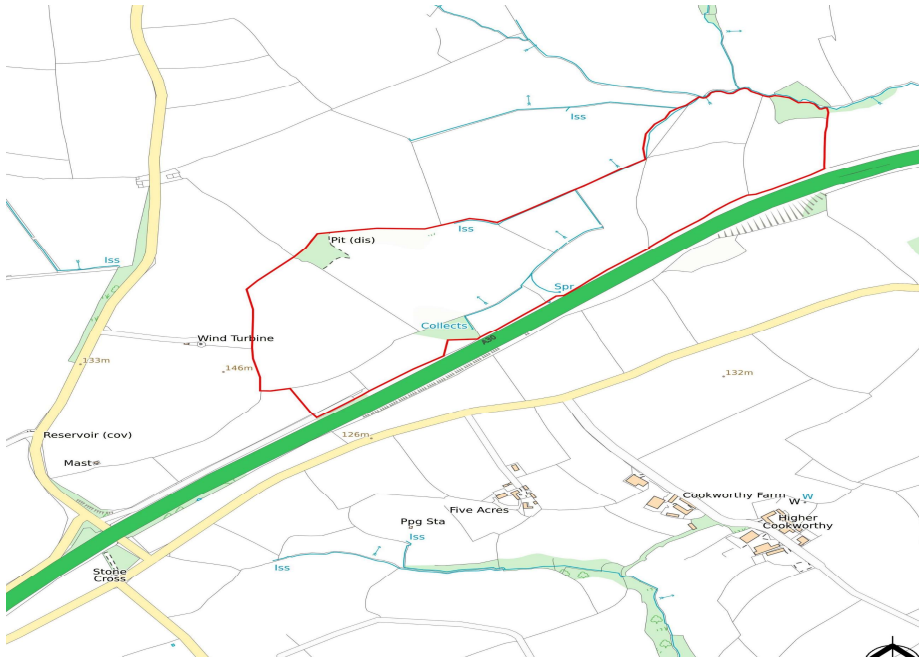 Iss
Pit (dis)
Iss
Iss
Spr
Collects
A30
Wind Turbine
133m
146m
132m
126m
Reservoir (cov)
Mast
Cookworthy Farm
W
W
Five Acres
Higher
Cookworthy
Ppg Sta
Iss
Iss
Stone
Cross